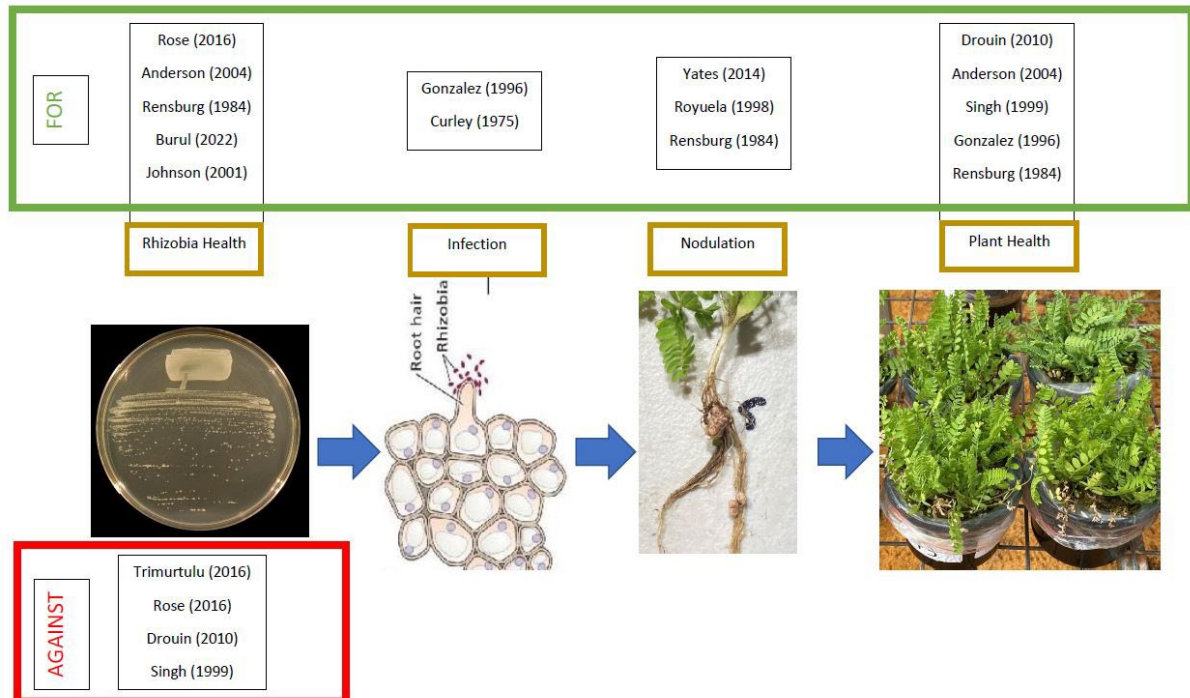 FOR
Rose (2016)
Anderson (2004)
Rensburg (1984)
Burul (2022)
Johnson (2001)
Gonzalez (1996)
Curley (1975)
Yates (2014)
Royuela (1998)
Rensburg (1984)
Drouin (2010)
Anderson (2004)
Singh (1999)
Gonzalez (1996)
Rensburg (1984)
Rhizobia Health
Infection
Nodulation
Plant Health
Root hair
Rhizobia
AGAINST
Trimurtulu (2016)
Rose (2016)
Drouin (2010)
Singh (1999)